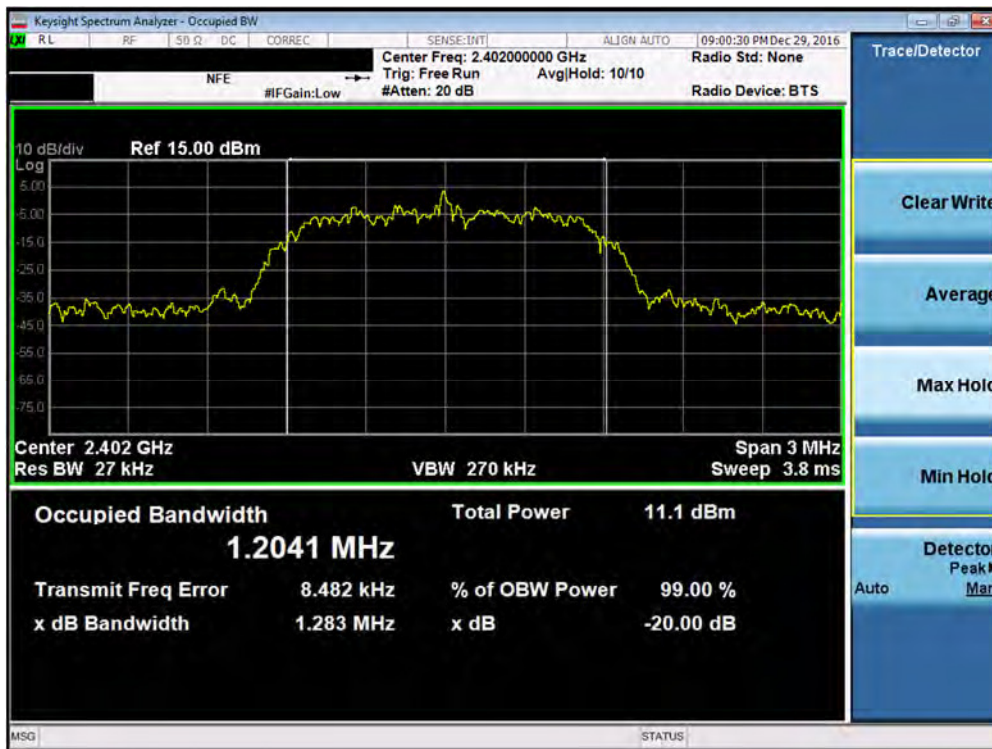 Keysight Spectrum Analyzer - Occupied BW
LXI RL RF 50 Ω DC CORREC SENSE:INT ALIGN AUTO 09:00:30 PM Dec 29, 2016
Center Freq: 2.402000000 GHz Radio Std: None
NFE Trig: Free Run Avg|Hold: 10/10
#IFGain:Low #Atten: 20 dB Radio Device: BTS
Trace/Detector
10 dB/div Ref 15.00 dBm
Log
5.00
-5.00
-15.0
-25.0
-35.0
-45.0
-55.0
-65.0
-75.0
Center 2.402 GHz Span 3 MHz
Res BW 27 kHz VBW 270 kHz Sweep 3.8 ms
Occupied Bandwidth Total Power 11.1 dBm
1.2041 MHz
Transmit Freq Error 8.482 kHz % of OBW Power 99.00 %
x dB Bandwidth 1.283 MHz x dB -20.00 dB
Clear Write
Average
Max Hold
Min Hold
Detector
Peak
Auto Man
MSG STATUS